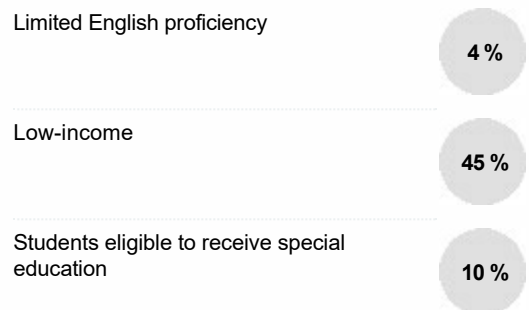 Limited English proficiency
4 %
Low-income
45 %
Students eligible to receive special
education
10 %